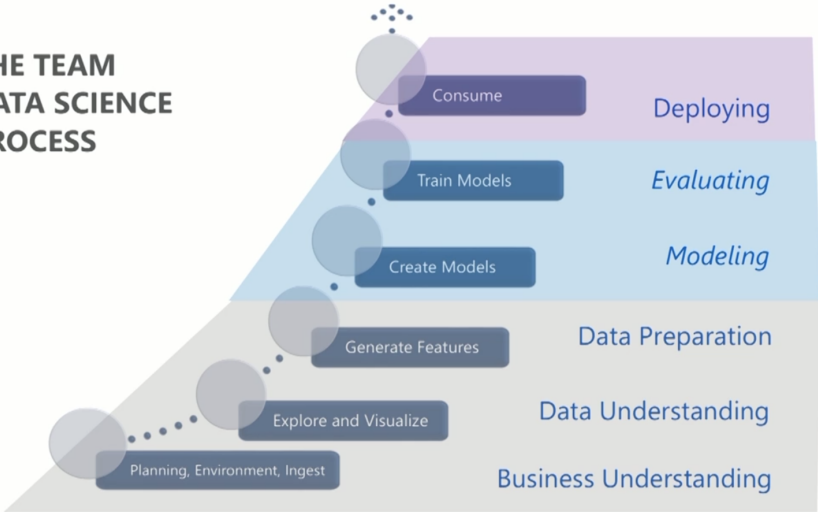 HE TEAM
ATA SCIENCE
ROCESS
Consume
Deploying
Train Models
Evaluating
Create Models
Modeling
Generate Features
Data Preparation
Explore and Visualize
Data Understanding
Planning, Environment, Ingest
Business Understanding